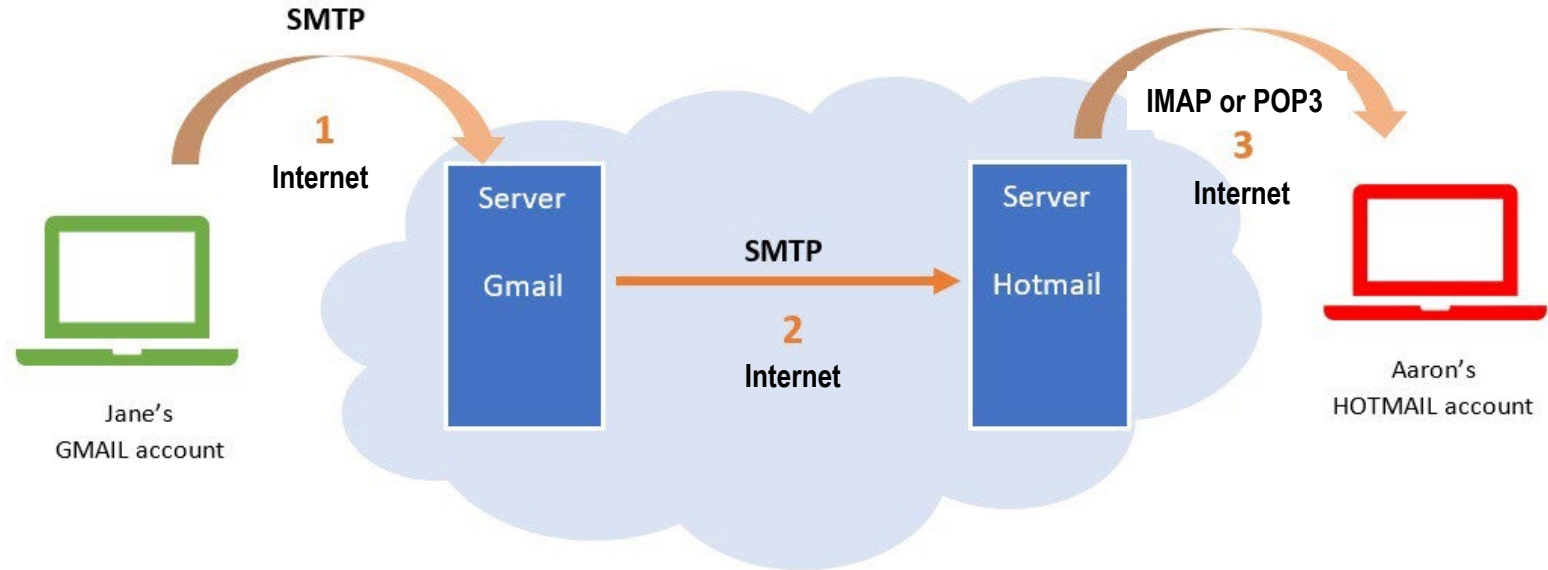 SMTP
1
Internet
Jane's
GMAIL account
Server
Gmail
SMTP
2
Internet
Server
Hotmail
IMAP or POP3
3
Internet
Aaron's
HOTMAIL account